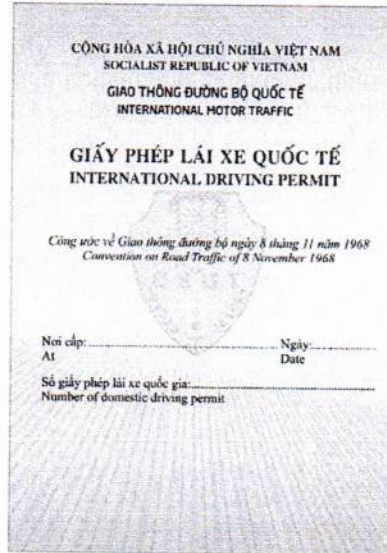 CỘNG HÒA XÃ HỘI CHỦ NGHĨA VIỆT NAM
SOCIALIST REPUBLIC OF VIETNAM
GIAO THÔNG ĐƯỜNG BỘ QUỐC TẾ
INTERNATIONAL MOTOR TRAFFIC
GIẤY PHÉP LÁI XE QUỐC TẾ
INTERNATIONAL DRIVING PERMIT
Công ước về Giao thông đường bộ ngày 8 tháng 11 năm 1968
Convention on Road Traffic of 8 November 1968
Nơi cấp:........................................ Ngày:................
At Date
Số giấy phép lái xe quốc gia:................................
Number of domestic driving permit